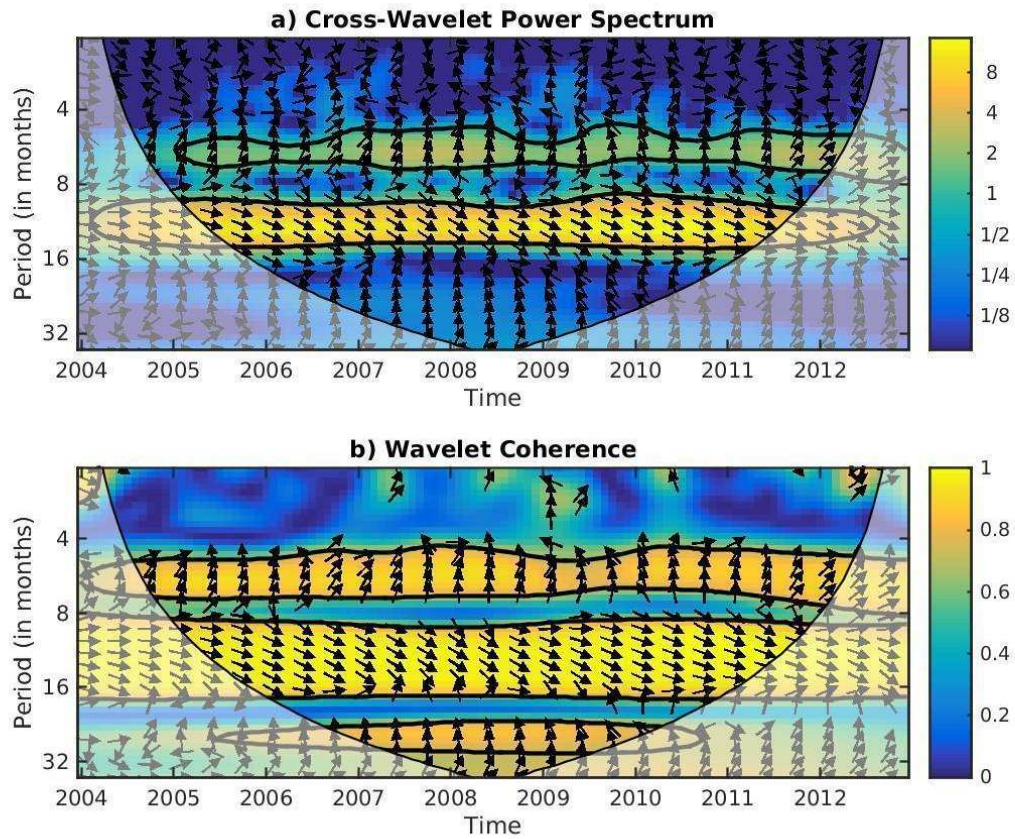 a) Cross-Wavelet Power Spectrum
Period (in months)
4
8
16
32
2004 2005 2006 2007 2008 2009 2010 2011 2012
Time
8
4
2
1
1/2
1/4
1/8
b) Wavelet Coherence
Period (in months)
4
8
16
32
2004 2005 2006 2007 2008 2009 2010 2011 2012
Time
1
0.8
0.6
0.4
0.2
0